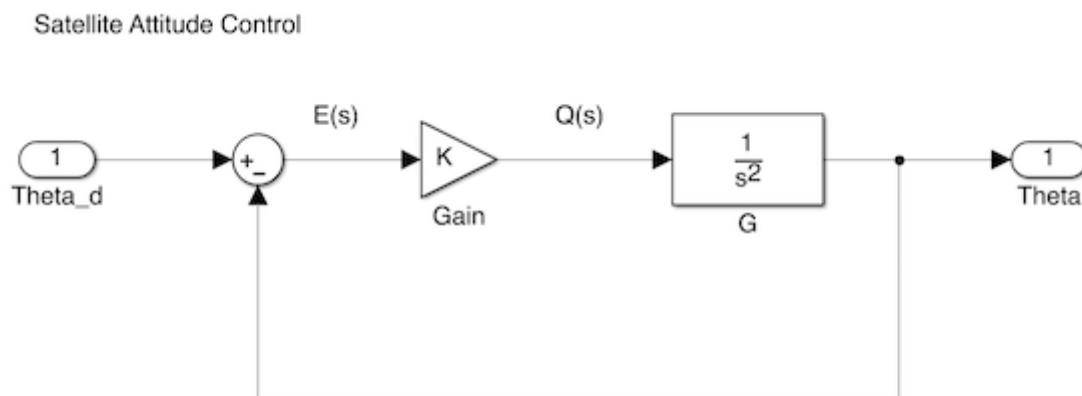 Satellite Attitude Control
E(s)
Q(s)
1
+
−
K
1
s2
1
Theta_d
Gain
G
Theta